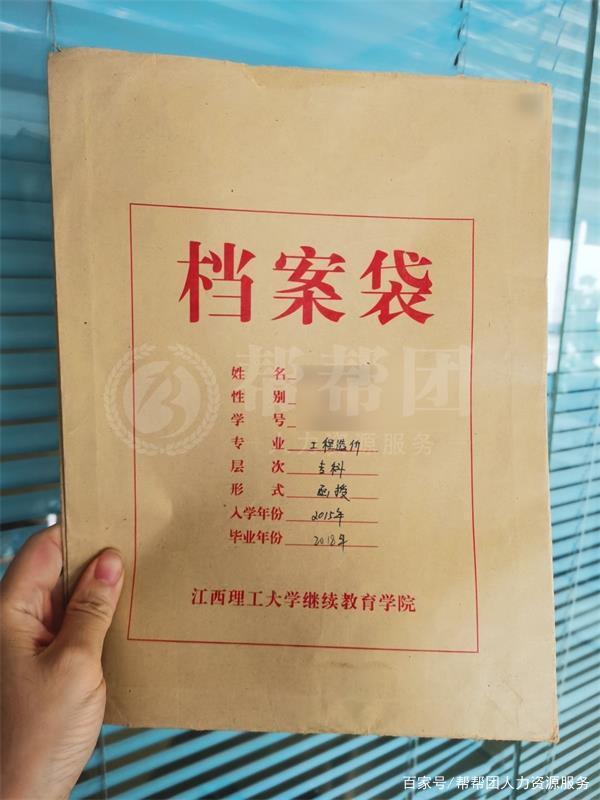 档案袋
姓 名
性 别
学 号
专 业 工程造价
层 次 专科
形 式 函授
入学年份 2015年
毕业年份 2018年
江西理工大学继续教育学院
帮帮团
人力资源服务
百家号/帮帮团人力资源服务